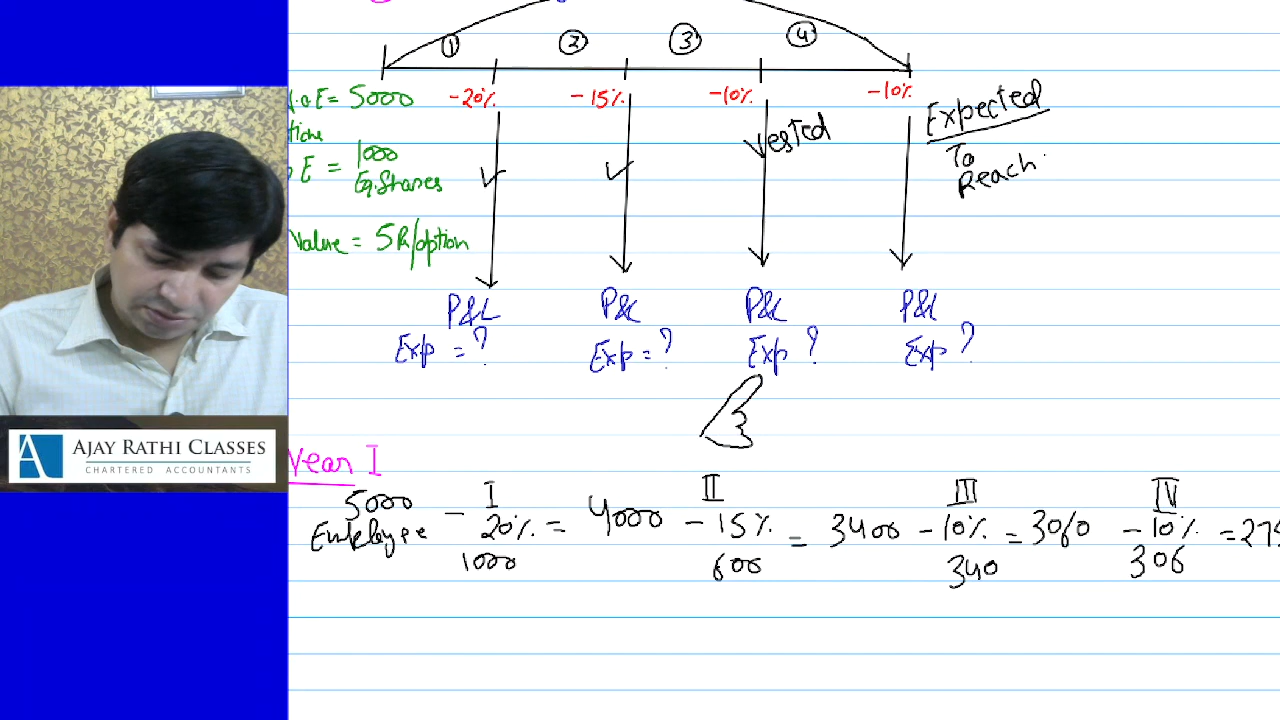 ① ② ③ ④
E = 5000 -20% -15% -10% -10% Expected
Vested To
E = 1000 Reach.
Eq. Shares
Value = 5 R/option
P&L P&L P&L P&L
Exp = ? Exp = ? Exp ? Exp ?
AJAY RATHI CLASSES
CHARTERED ACCOUNTANTS
Year I
I II III IV
5000 - 20% = 4000 - 15% = 3400 - 10% = 3060 - 10% = 275
Employee 1000 600 340 306